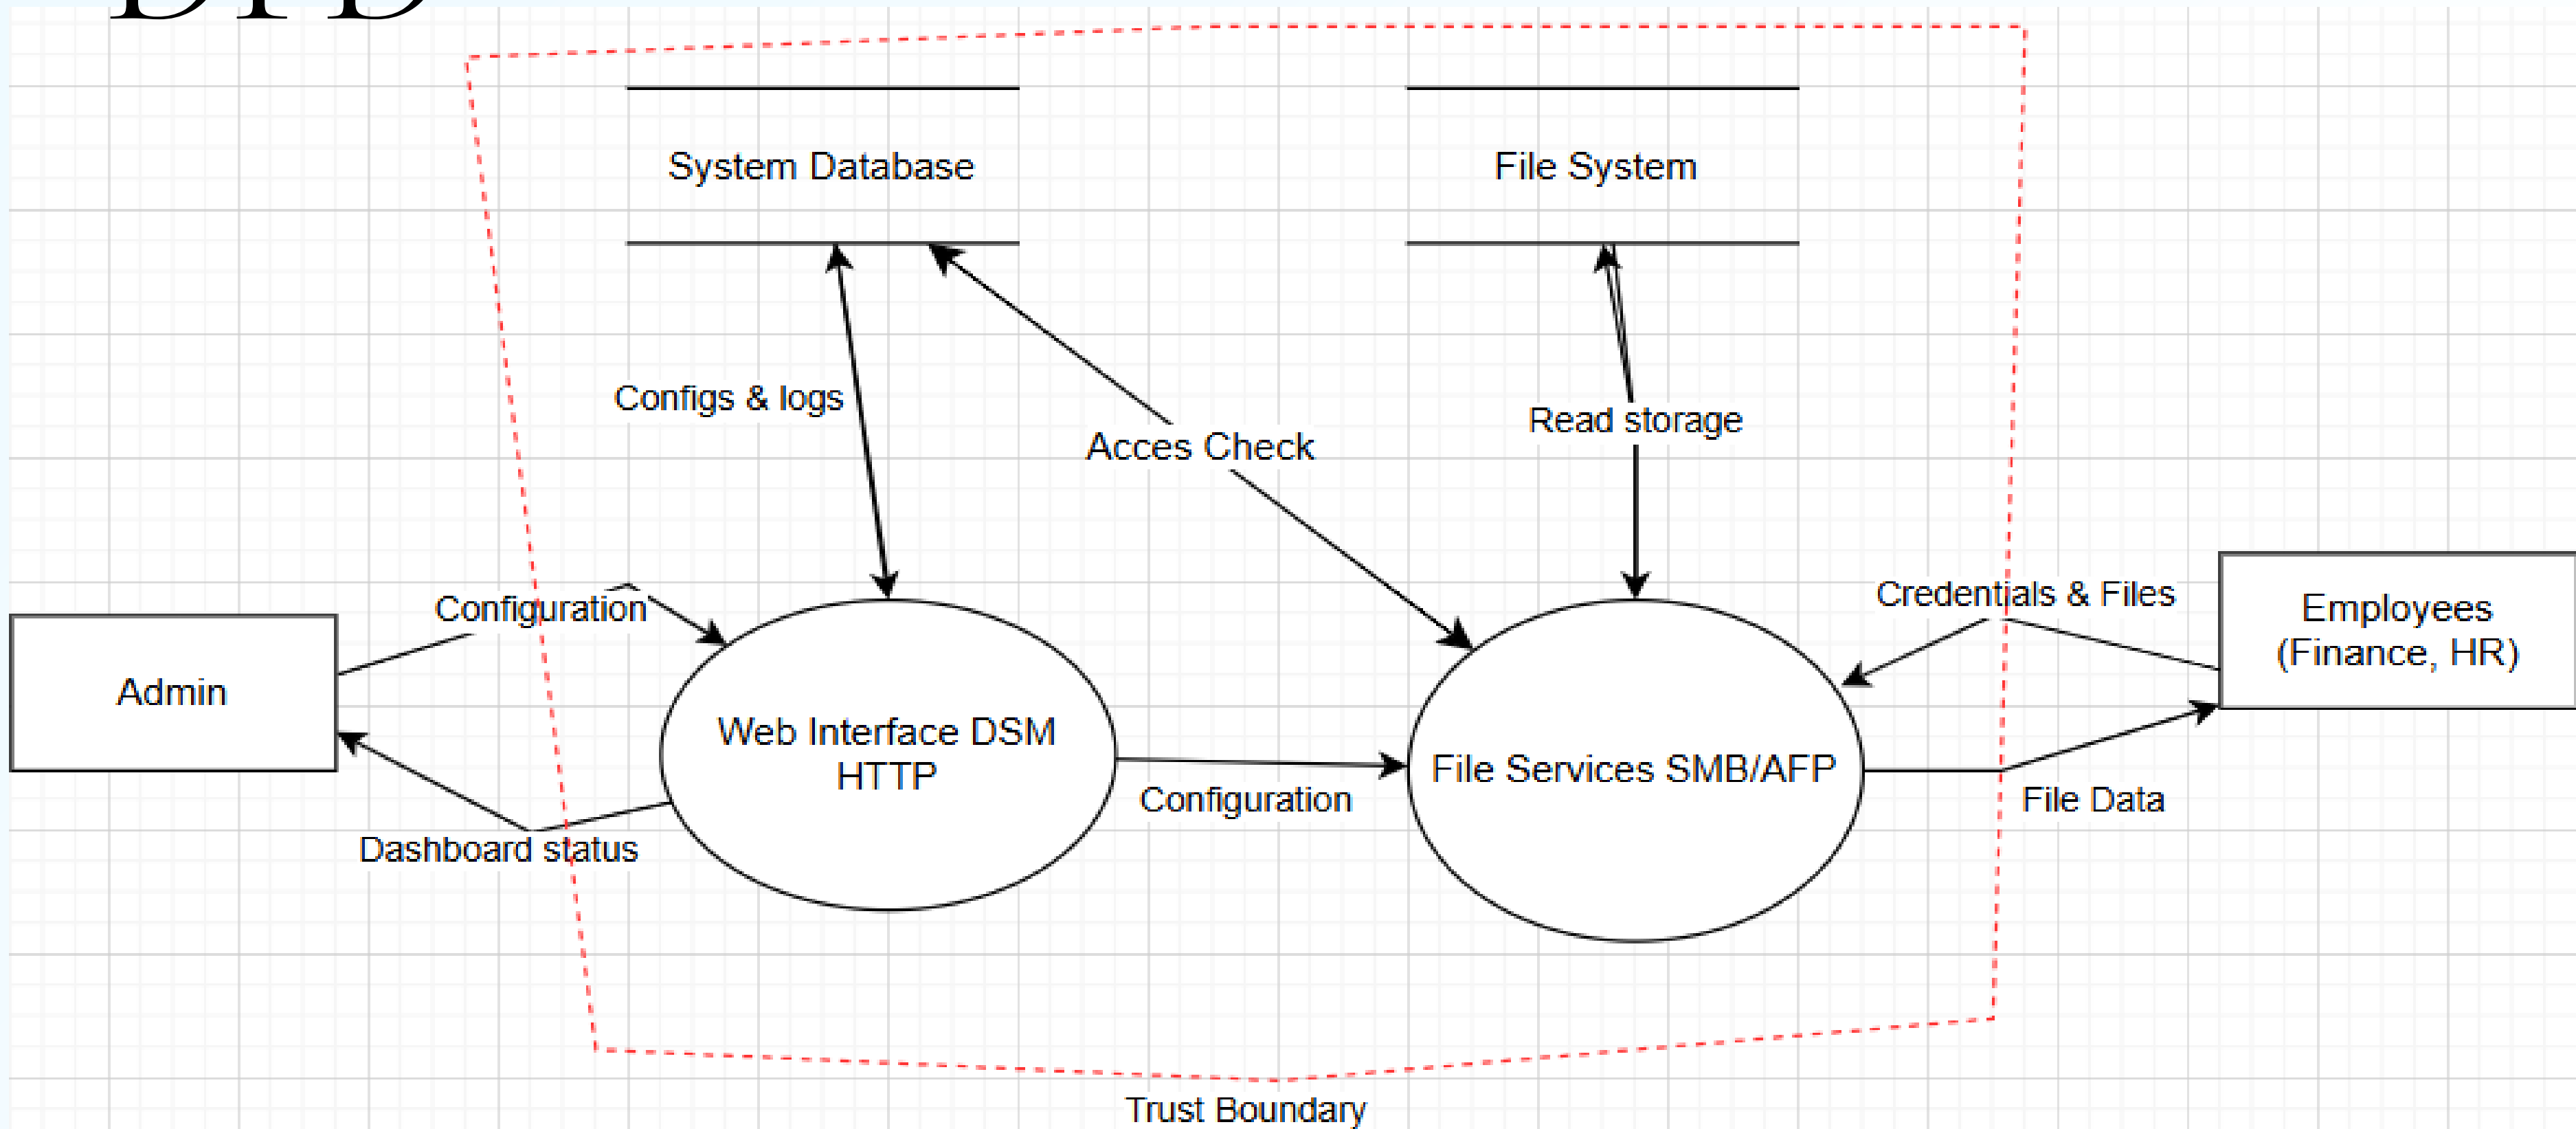 DFD
System Database
File System
Configs & logs
Acces Check
Read storage
Configuration
Credentials & Files
Employees
(Finance, HR)
Admin
Web Interface DSM
HTTP
File Services SMB/AFP
Configuration
File Data
Dashboard status
Trust Boundary